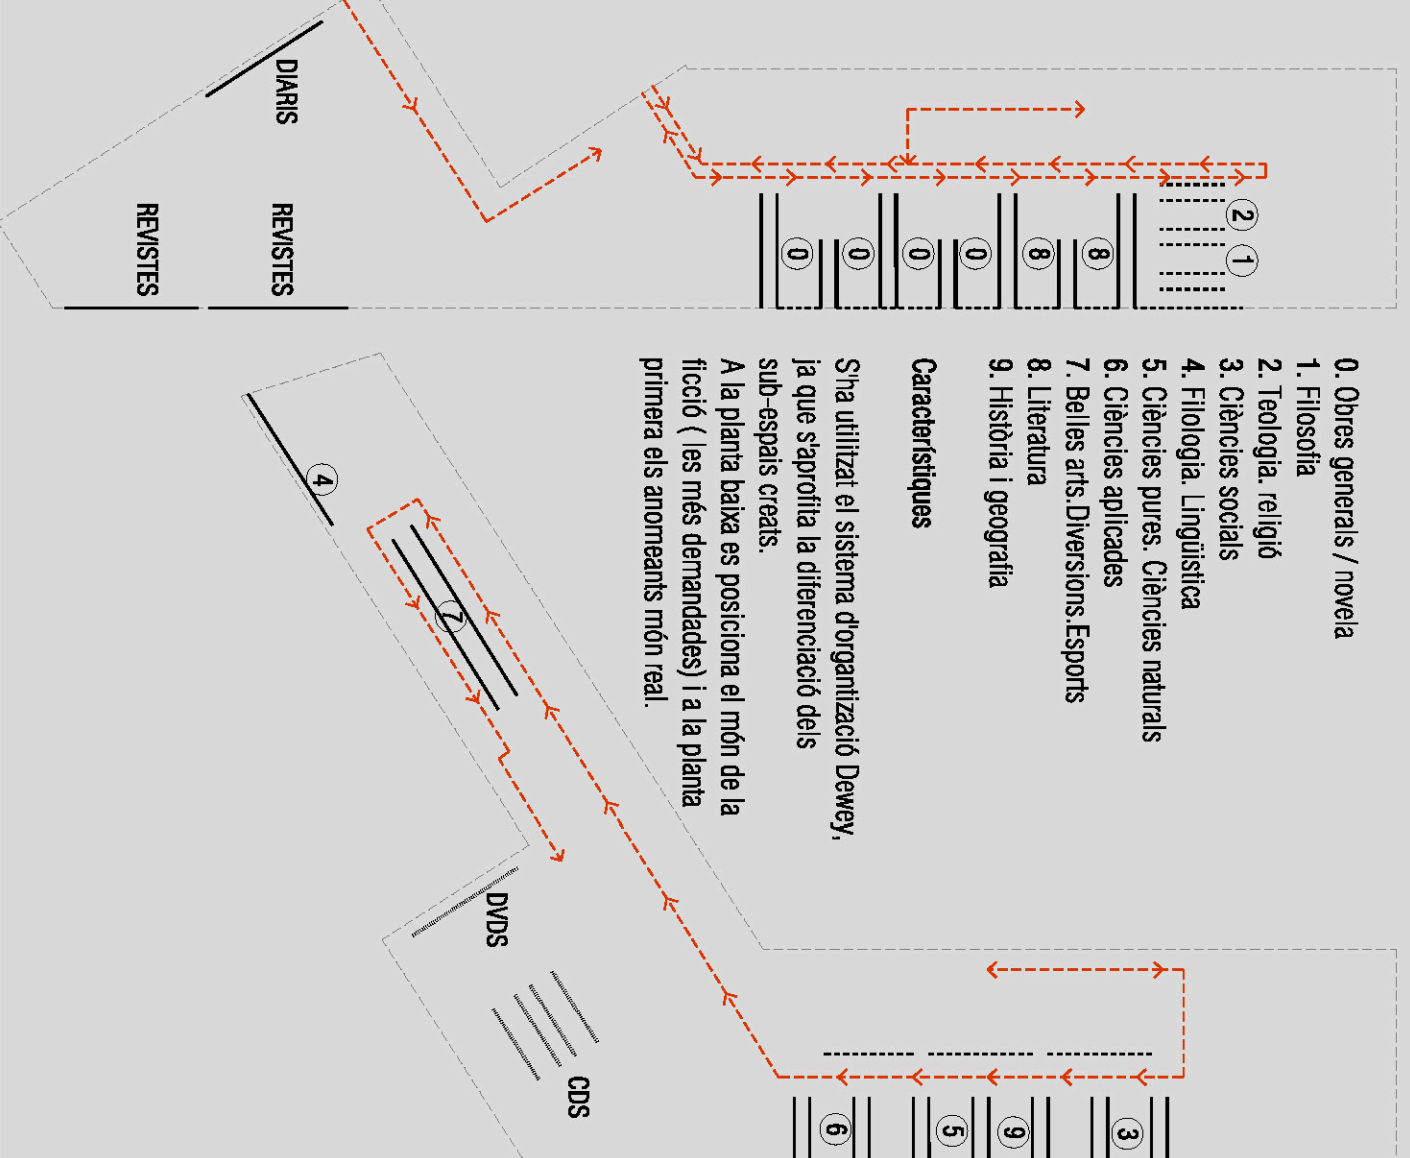 DIARIS
REVISTES
REVISTES
0
0
0
0
8
8
2
1
0. Obres generals / novela
1. Filosofia
2. Teologia. religió
3. Ciències socials
4. Filologia. Lingüistica
5. Ciències pures. Ciències naturals
6. Ciències aplicades
7. Belles arts.Diversions.Esports
8. Literatura
9. Història i geografia
Característiques
S'ha utilitzat el sistema d'organtizació Dewey,
ja que s'aprofita la diferenciació dels
sub-espais creats.
A la planta baixa es posiciona el món de la
ficció ( les més demandades) i a la planta
primera els anomeants món real.
4
7
DVDS
CDS
6
5
9
3